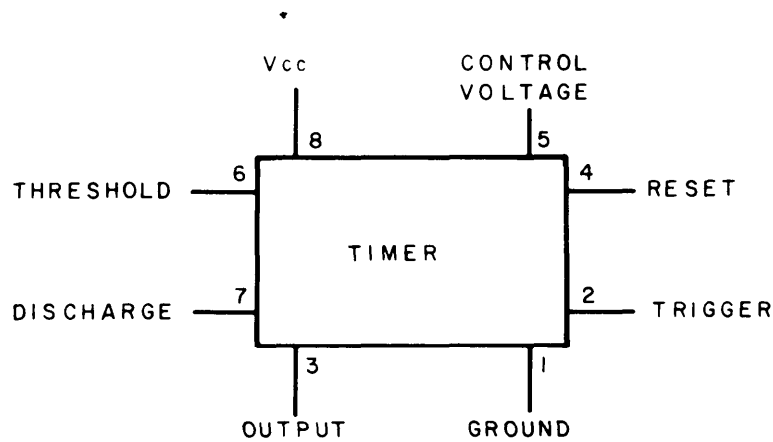 Vcc
CONTROL
VOLTAGE
8
5
6
4
THRESHOLD
RESET
TIMER
7
2
DISCHARGE
TRIGGER
3
1
OUTPUT
GROUND